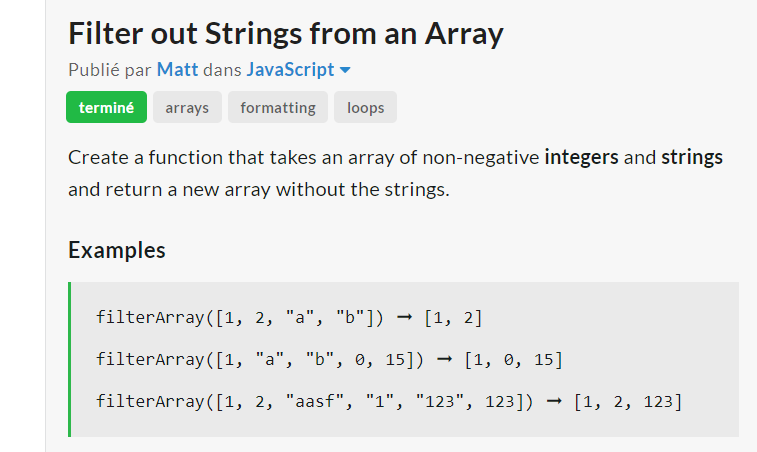 Filter out Strings from an Array
Publié par Matt dans JavaScript
terminé arrays formatting loops
Create a function that takes an array of non-negative integers and strings
and return a new array without the strings.
Examples
filterArray([1, 2, "a", "b"]) ➞ [1, 2]
filterArray([1, "a", "b", 0, 15]) ➞ [1, 0, 15]
filterArray([1, 2, "aasf", "1", "123", 123]) ➞ [1, 2, 123]